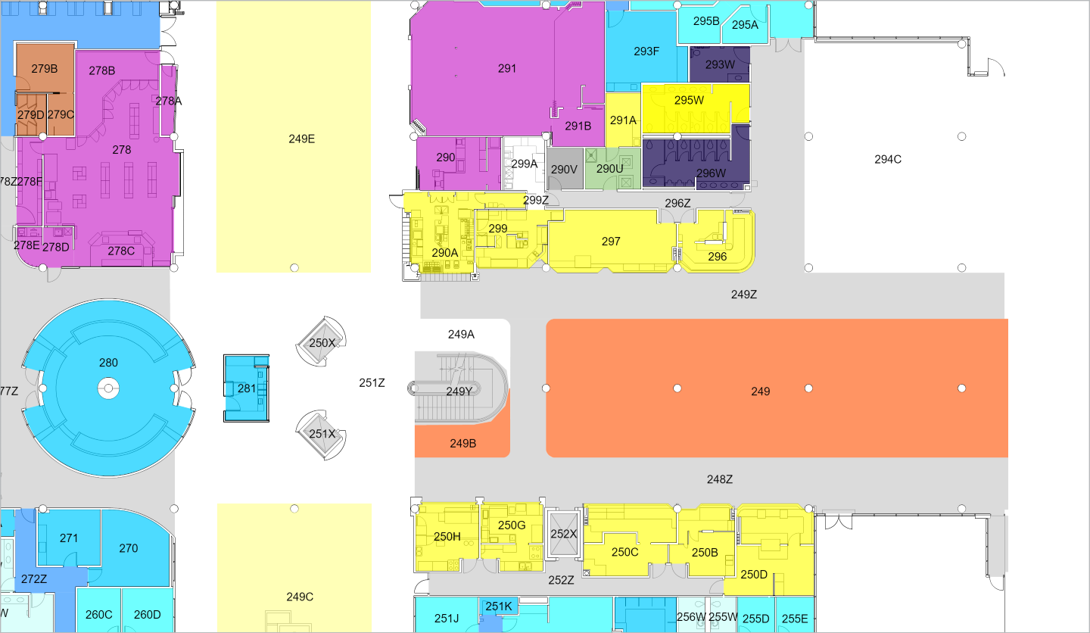 295B
295A
293F
279B
278B
291
293W
278A
295W
279D
279C
291A
291B
249E
278
290
299A
290V
290U
294C
296W
78Z
278F
299Z
296Z
299
278E
278D
278C
290A
297
296
249Z
249A
250X
280
251Z
281
249Y
249
77Z
251X
249B
248Z
250H
250G
252X
271
270
250C
250B
250D
272Z
252Z
249C
W
260C
260D
251J
251K
256W
255W
255D
255E